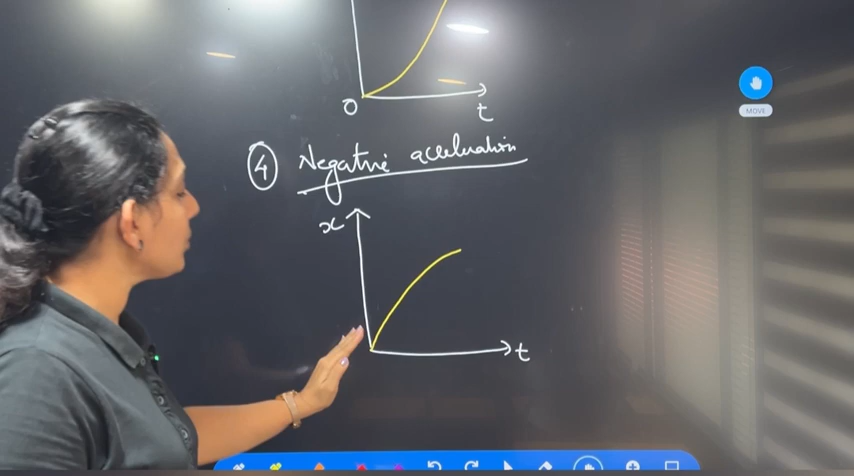 O
t
④ Negative acceleration
x
t
MOVE